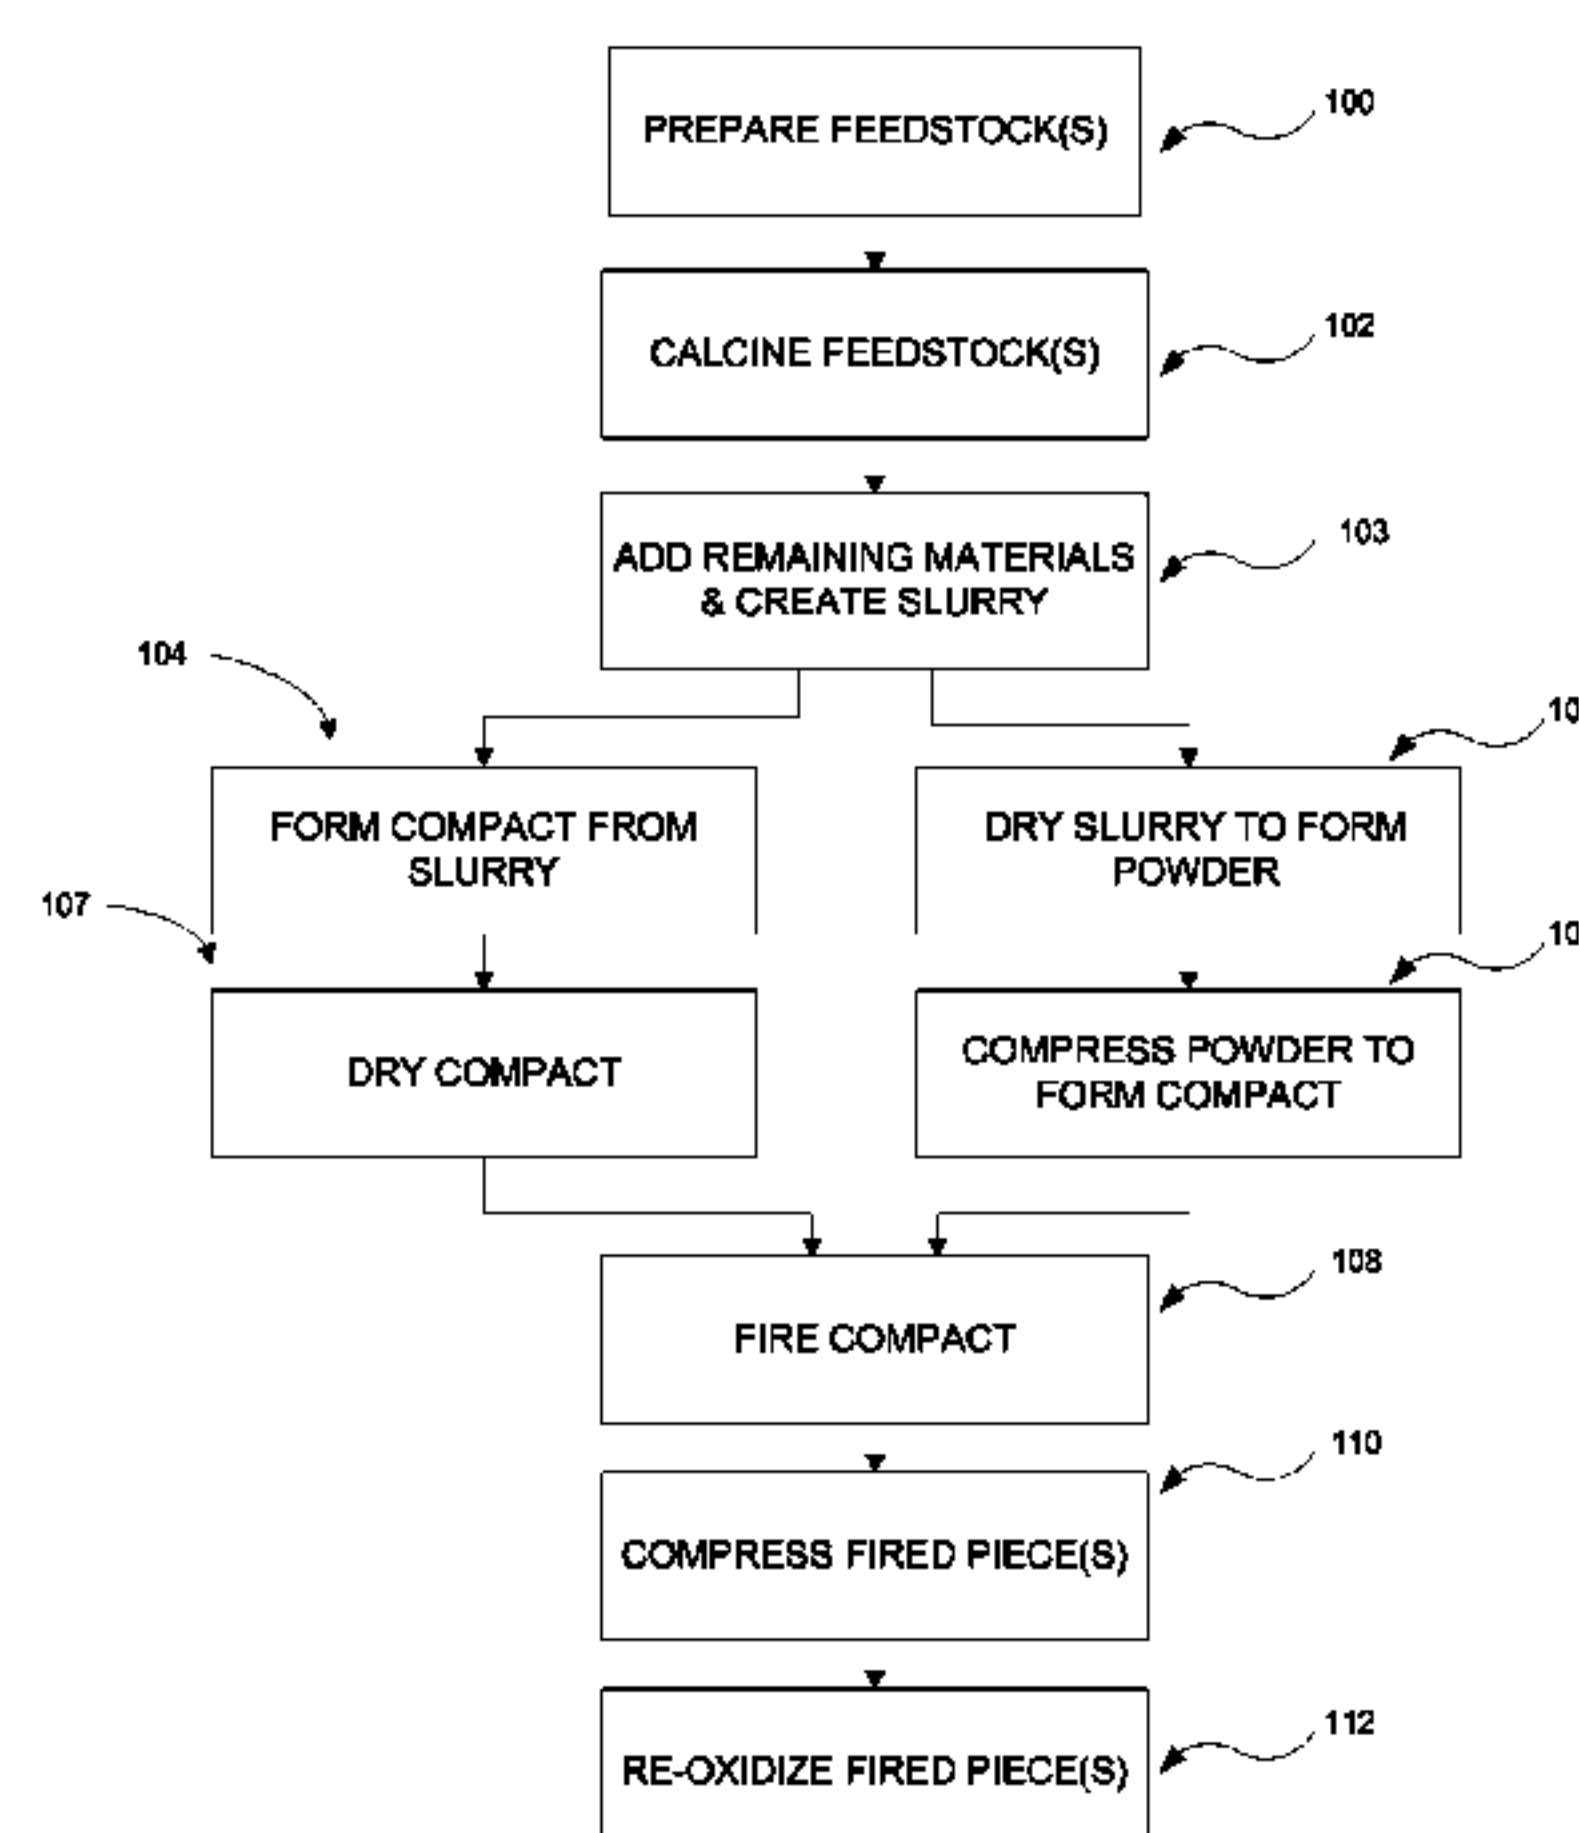 PREPARE FEEDSTOCK(S)
100
CALCINE FEEDSTOCK(S)
102
ADD REMAINING MATERIALS
& CREATE SLURRY
103
104
10
FORM COMPACT FROM
SLURRY
DRY SLURRY TO FORM
POWDER
107
10
DRY COMPACT
COMPRESS POWDER TO
FORM COMPACT
FIRE COMPACT
108
COMPRESS FIRED PIECE(S)
110
RE-OXIDIZE FIRED PIECE(S)
112